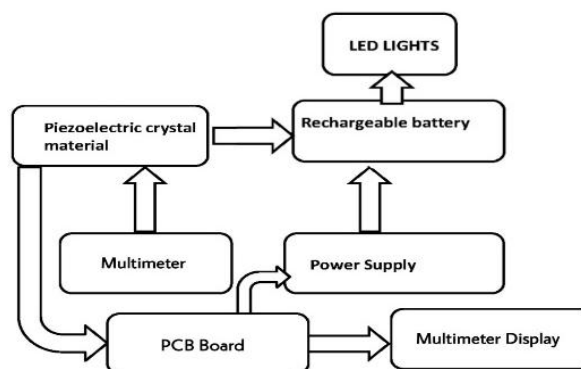 LED LIGHTS
Piezoelectric crystal
material
Rechargeable battery
Multimeter
Power Supply
PCB Board
Multimeter Display